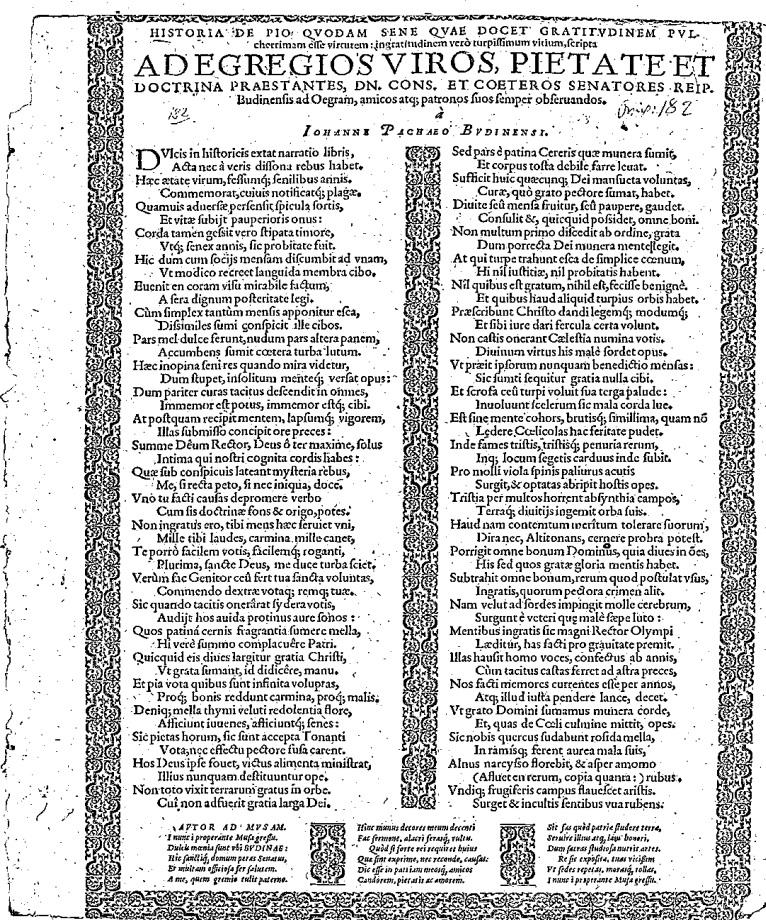 HISTORIA DE PIO QVODAM SENE QVAE DOCET GRATITVDINEM PVL-
cherrimam esse virtutem: ingratitudinem verò turpissimum vitium, scripta
AD EGREGIOS VIROS, PIETATE ET
DOCTRINA PRAESTANTES, DN. CONS. ET COETEROS SENATORES REIP.
Budinensis ad Oegram, amicos atq; patronos suos semper obseruandos.
à
IOHANNE PACHAEO BVDINENSI.
182
182
DVlcis in historicis extat narratio libris,
Acta nec à veris dissona rebus habet.
Hæc ætate virum, fessumq; senilibus annis.
Commemorat, cuius notificatq; plagæ.
Quamuis aduersæ persensit spicula sortis,
Et vitæ subijt pauperioris onus:
Corda tamen gessit vero stipata timore,
Vtq; senex annis, sic probitate fuit.
Hic dum cum socijs mensam discumbit ad vnam,
Vt modico recreet languida membra cibo.
Euenit en coram visu mirabile factum,
A sera dignum posteritate legi.
Cùm simplex tantùm mensis apponitur esca,
Dissimiles sumi conspicit ille cibos.
Pars mel dulce ferunt, nudum pars altera panem,
Accumbens sumit cœtera turba lutum.
Hæc inopina seni res quando mira videtur,
Dum stupet, insolitum menteq; versat opus:
Dum pariter curas tacitus descendit in omnes,
Immemor est potus, immemor estq; cibi.
At postquam recipit mentem, lapsumq; vigorem,
Illas submisso concipit ore preces:
Summe Dêum Rector, Deus ô ter maxime, solus
Intima qui nostri cognita cordis habes:
Quæ sub conspicuis lateant mysteria rebus,
Me, si recta peto, si nec iniqua, doce.
Vno tu facti causas depromere verbo
Cum sis doctrinæ fons & origo, potes.
Non ingratus ero, tibi mens hæc seruiet vni,
Mille tibi laudes, carmina mille canet,
Te porrò facilem votis, facilemq; roganti,
Plurima, sancte Deus, me duce turba sciet.
Verùm fac Genitor ceu fert tua sancta voluntas,
Commendo dextræ votaq; remq; tuæ.
Sic quando tacitis onerârat sydera votis,
Audijt hos auida protinus aure sonos:
Quos patinâ cernis fragrantia sumere mella,
Hi verè summo complacuêre Patri.
Quicquid eis diues largitur gratia Christi,
Vt grata sumant, id didicêre, manu.
Et pia vota quibus sunt infinita voluptas,
Proq; bonis reddunt carmina, proq; malis.
Deniq; mella thymi veluti redolentia flore,
Afficiunt iuuenes, afficiuntq; senes:
Sic pietas horum, sic sunt accepta Tonanti
Vota, nec effectu pectore fusa carent.
Hos Deus ipse fouet, victus alimenta ministrat,
Illius nunquam destituuntur ope.
Non toto vixit terrarum gratus in orbe.
Cui non adfuerit gratia larga Dei.
Sed pars è patina Cereris quæ munera sumit,
Et corpus tosta debile farre leuat.
Sufficit huic quæcunq; Dei mansueta voluntas,
Curæ, quò grato pectore sumat, habet.
Diuite seu mensa fruitur, seu paupere, gaudet.
Consulit &, quicquid possidet, omne boni.
Non multum primo discedit ab ordine, grata
Dum porrecta Dei munera mente legit.
At qui turpe trahunt esca de simplice cœnum,
Hi nil iustitiæ, nil probitatis habent.
Nil quibus est gratum, nihil est, fecisse benignè.
Et quibus haud aliquid turpius orbis habet.
Præscribunt Christo dandi legemq; modumq;
Et sibi iure dari fercula certa volunt.
Non castis onerant Cælestia numina votis.
Diuinum virtus his malè sordet opus.
Vt præit ipsorum nunquam benedictio mensas:
Sic sumti sequitur gratia nulla cibi.
Et scrofa ceu turpi voluit sua terga palude:
Inuoluunt scelerum sic mala corda lue.
Est sine mente cohors, brutisq; simillima, quam nō
Lædere Cœlicolas hac feritate pudet.
Inde fames tristis, tristisq; penuria rerum,
Inq; locum segetis carduus inde subit.
Pro molli viola spinis paliurus acutis
Surgit, & optatas abripit hostis opes.
Tristia per multos horrent absynthia campos,
Terraq; diuitijs ingemit orba suis.
Haud nam contemtum meritum tolerare suorum,
Dira nec, Altitonans, cernere probra potest.
Porrigit omne bonum Dominus, quia diues in ōes,
His sed quos gratæ gloria mentis habet.
Subtrahit omne bonum, rerum quod postulat vsus,
Ingratis, quorum pectora crimen alit.
Nam velut ad sordes impingit molle cerebrum,
Surgunt è veteri que malè sæpe luto:
Mentibus ingratis sic magni Rector Olympi
Læditur, has facti pro grauitate premit.
Illas hausit homo voces, confectus ab annis,
Cùm tacitus castas ferret ad astra preces,
Nos facti memores currentes esse per annos,
Atq; illud iustâ pendere lance, decet.
Vt grato Domini sumamus munera corde,
Et, quas de Cœli culmine mittit, opes.
Sic nobis quercus sudabunt rosida mella,
In ramisq; ferent aurea mala suis,
Alnus narcysso florebit, & asper amomo
(Afluet en rerum, copia quanta:) rubus.
Vndiq; frugiferis campus flauescet aristis.
Surget & incultis sentibus vua rubens.
AVTOR AD MVSAM.
I nunc i properante Musa gressu.
Dulcis mœnia sunt vbi BVDINAE:
Hic sanctiq; domum petas Senatus,
Et multam officiosa fer salutem.
A me, quem gremio tulit paterno.
Hinc munus decores meum decenti
Fac sermone, alacri ferasq; vultu.
Quòd si forte rei requiret huius
Quæ sint exprime, nec reconde, causas:
Dic esse in patriam meosq; amicos
Candorem, pietatis ac amorem.
Sit fas quòd patriæ studere terræ,
Seruire illius atq; hui honori,
Dum sacras studiosa nutrit artes.
Re sic exposita, tuas vicissim
Vt sedes repetas, morasq; tollas,
I nunc i properante Musa gressu.